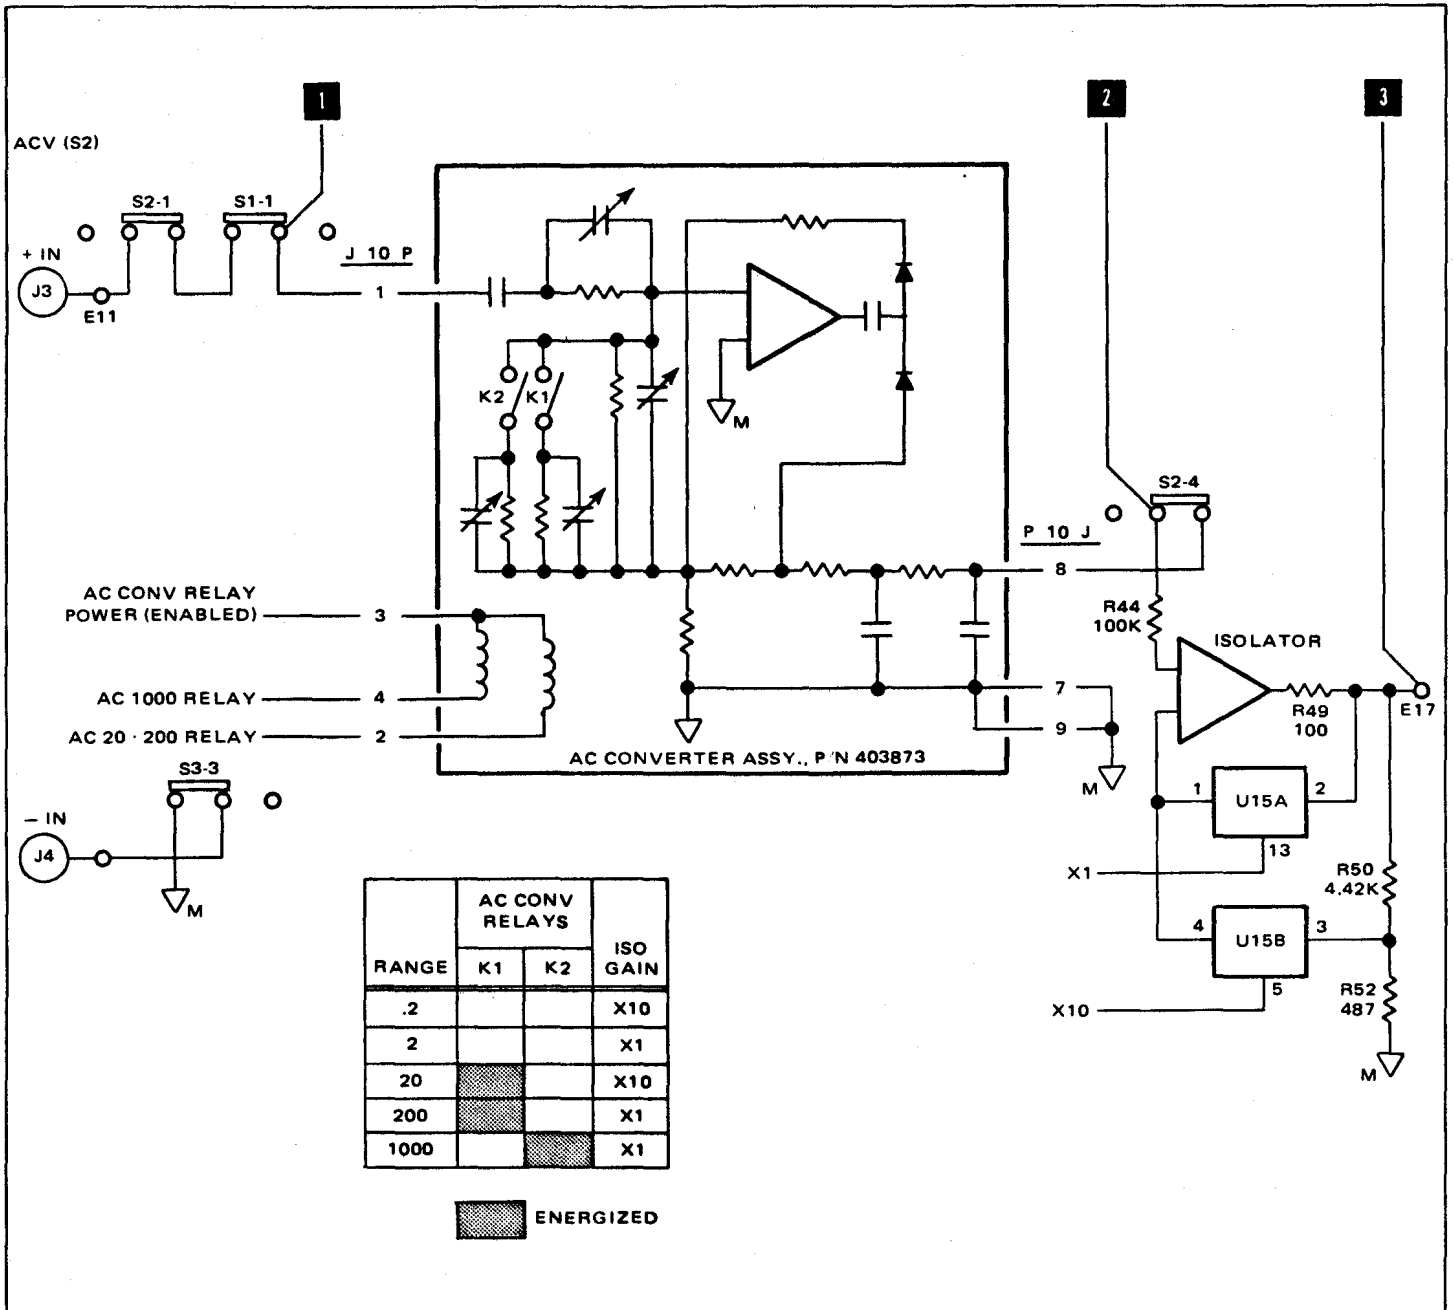 1
2
3
ACV (S2)
S2-1
S1-1
+ IN
J3
E11
J 10 P
1
K2
K1
M
S2-4
P 10 J
8
AC CONV RELAY
POWER (ENABLED)
3
AC 1000 RELAY
4
AC 20 · 200 RELAY
2
7
9
M
AC CONVERTER ASSY., P/N 403873
R44
100K
ISOLATOR
R49
100
E17
S3-3
- IN
J4
M
1
U15A
2
13
X1
R50
4.42K
4
U15B
3
5
X10
R52
487
M
AC CONV
RELAYS
RANGE K1 K2 ISO
GAIN
.2 X10
2 X1
20 X10
200 X1
1000 X1
ENERGIZED